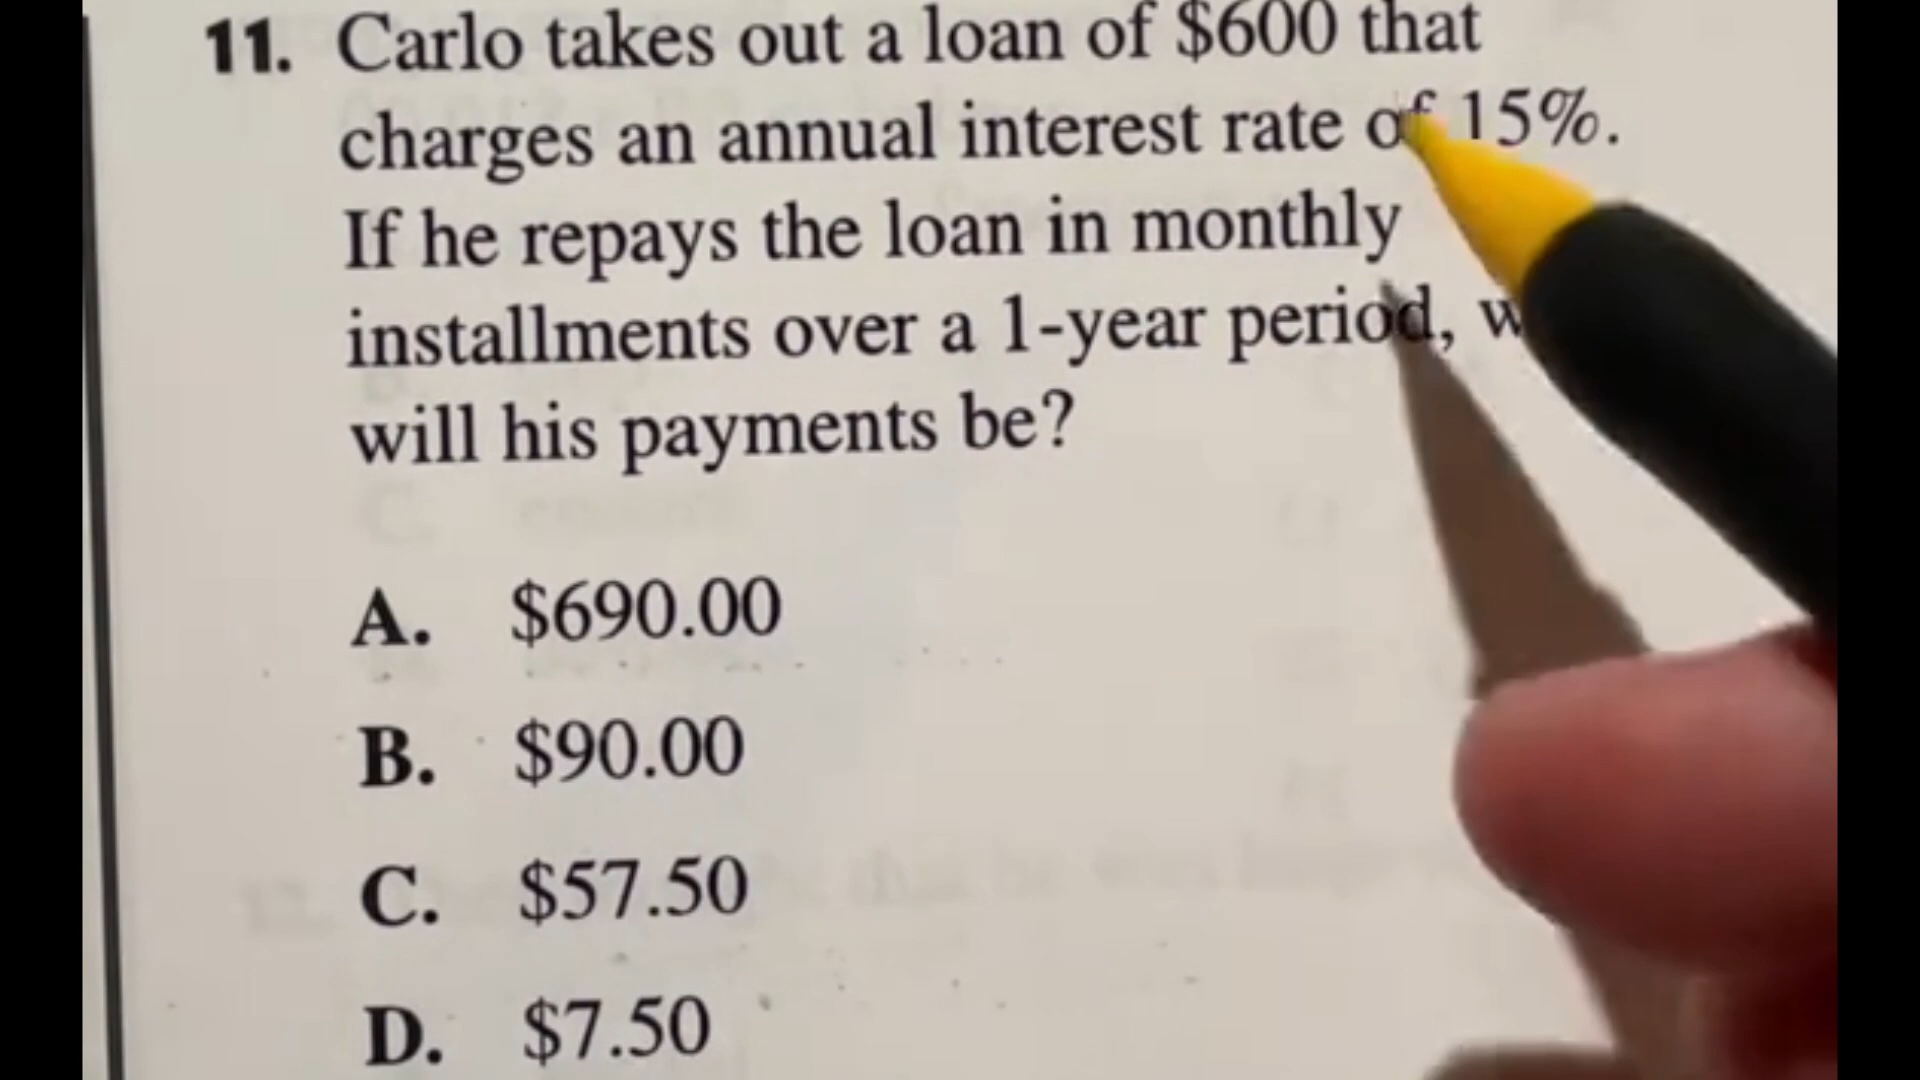 11. Carlo takes out a loan of $600 that
charges an annual interest rate of 15%.
If he repays the loan in monthly
installments over a 1-year period,
will his payments be?
A. $690.00
B. $90.00
C. $57.50
D. $7.50